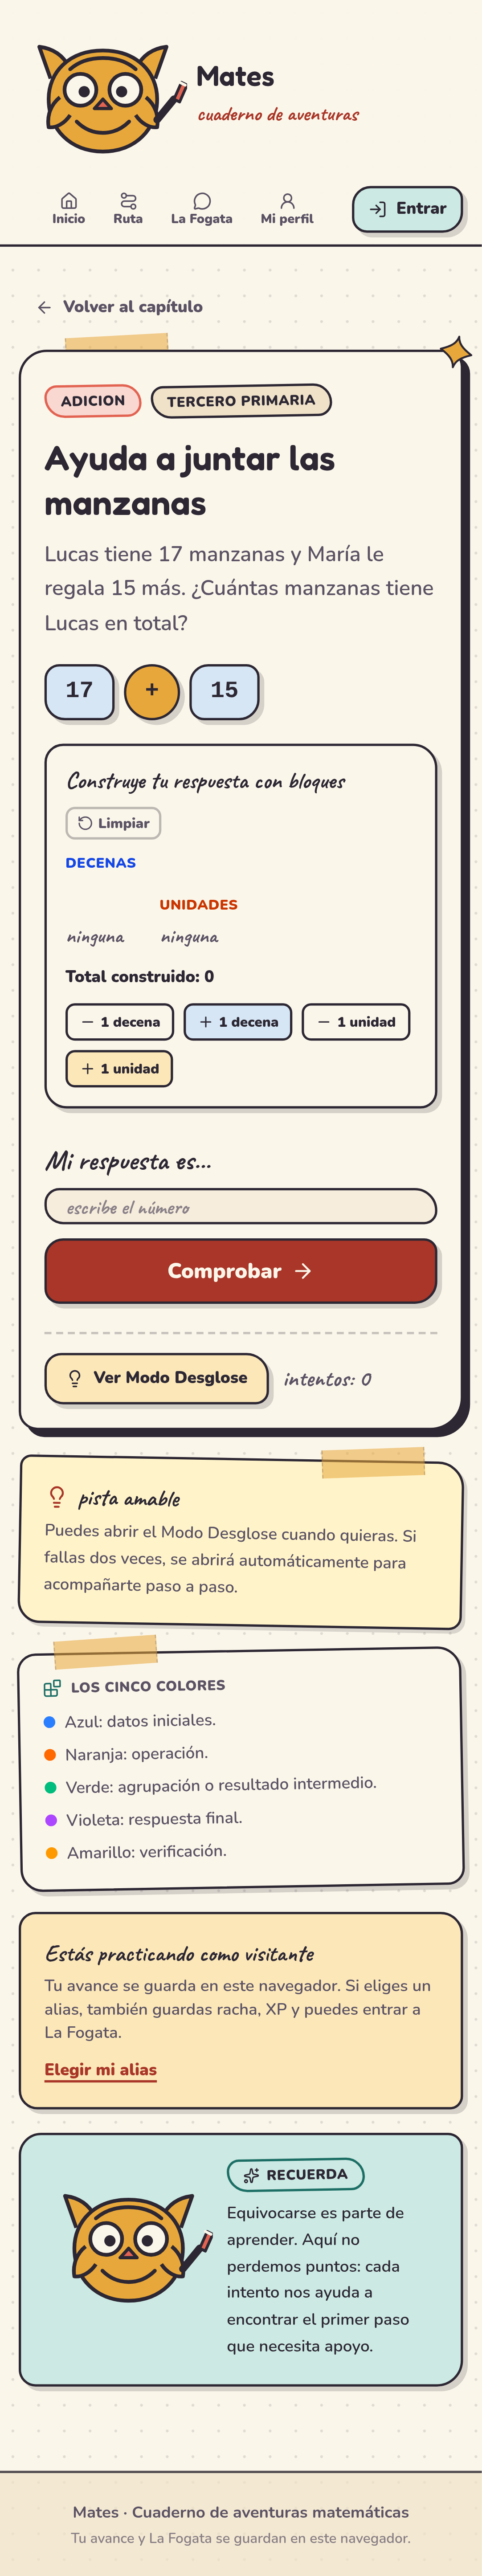 Mates
cuaderno de aventuras
Inicio
Ruta
La Fogata
Mi perfil
Entrar
Volver al capítulo
ADICION
TERCERO PRIMARIA
Ayuda a juntar las
manzanas
Lucas tiene 17 manzanas y María le
regala 15 más. ¿Cuántas manzanas tiene
Lucas en total?
17
+
15
Construye tu respuesta con bloques
Limpiar
DECENAS
UNIDADES
ninguna
ninguna
Total construido: 0
− 1 decena
+ 1 decena
− 1 unidad
+ 1 unidad
Mi respuesta es...
escribe el número
Comprobar →
Ver Modo Desglose
intentos: 0
pista amable
Puedes abrir el Modo Desglose cuando quieras. Si
fallas dos veces, se abrirá automáticamente para
acompañarte paso a paso.
LOS CINCO COLORES
Azul: datos iniciales.
Naranja: operación.
Verde: agrupación o resultado intermedio.
Violeta: respuesta final.
Amarillo: verificación.
Estás practicando como visitante
Tu avance se guarda en este navegador. Si eliges un
alias, también guardas racha, XP y puedes entrar a
La Fogata.
Elegir mi alias
RECUERDA
Equivocarse es parte de
aprender. Aquí no
perdemos puntos: cada
intento nos ayuda a
encontrar el primer paso
que necesita apoyo.
Mates · Cuaderno de aventuras matemáticas
Tu avance y La Fogata se guardan en este navegador.